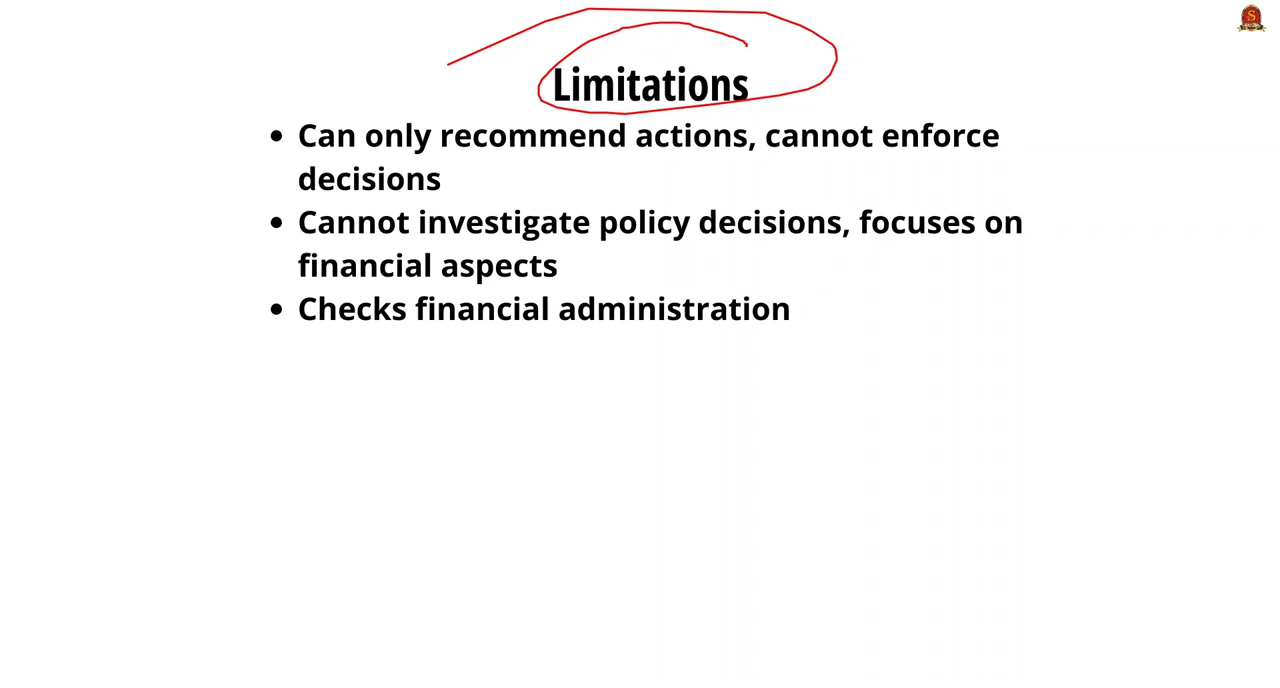 Limitations
• Can only recommend actions, cannot enforce
decisions
• Cannot investigate policy decisions, focuses on
financial aspects
• Checks financial administration
S